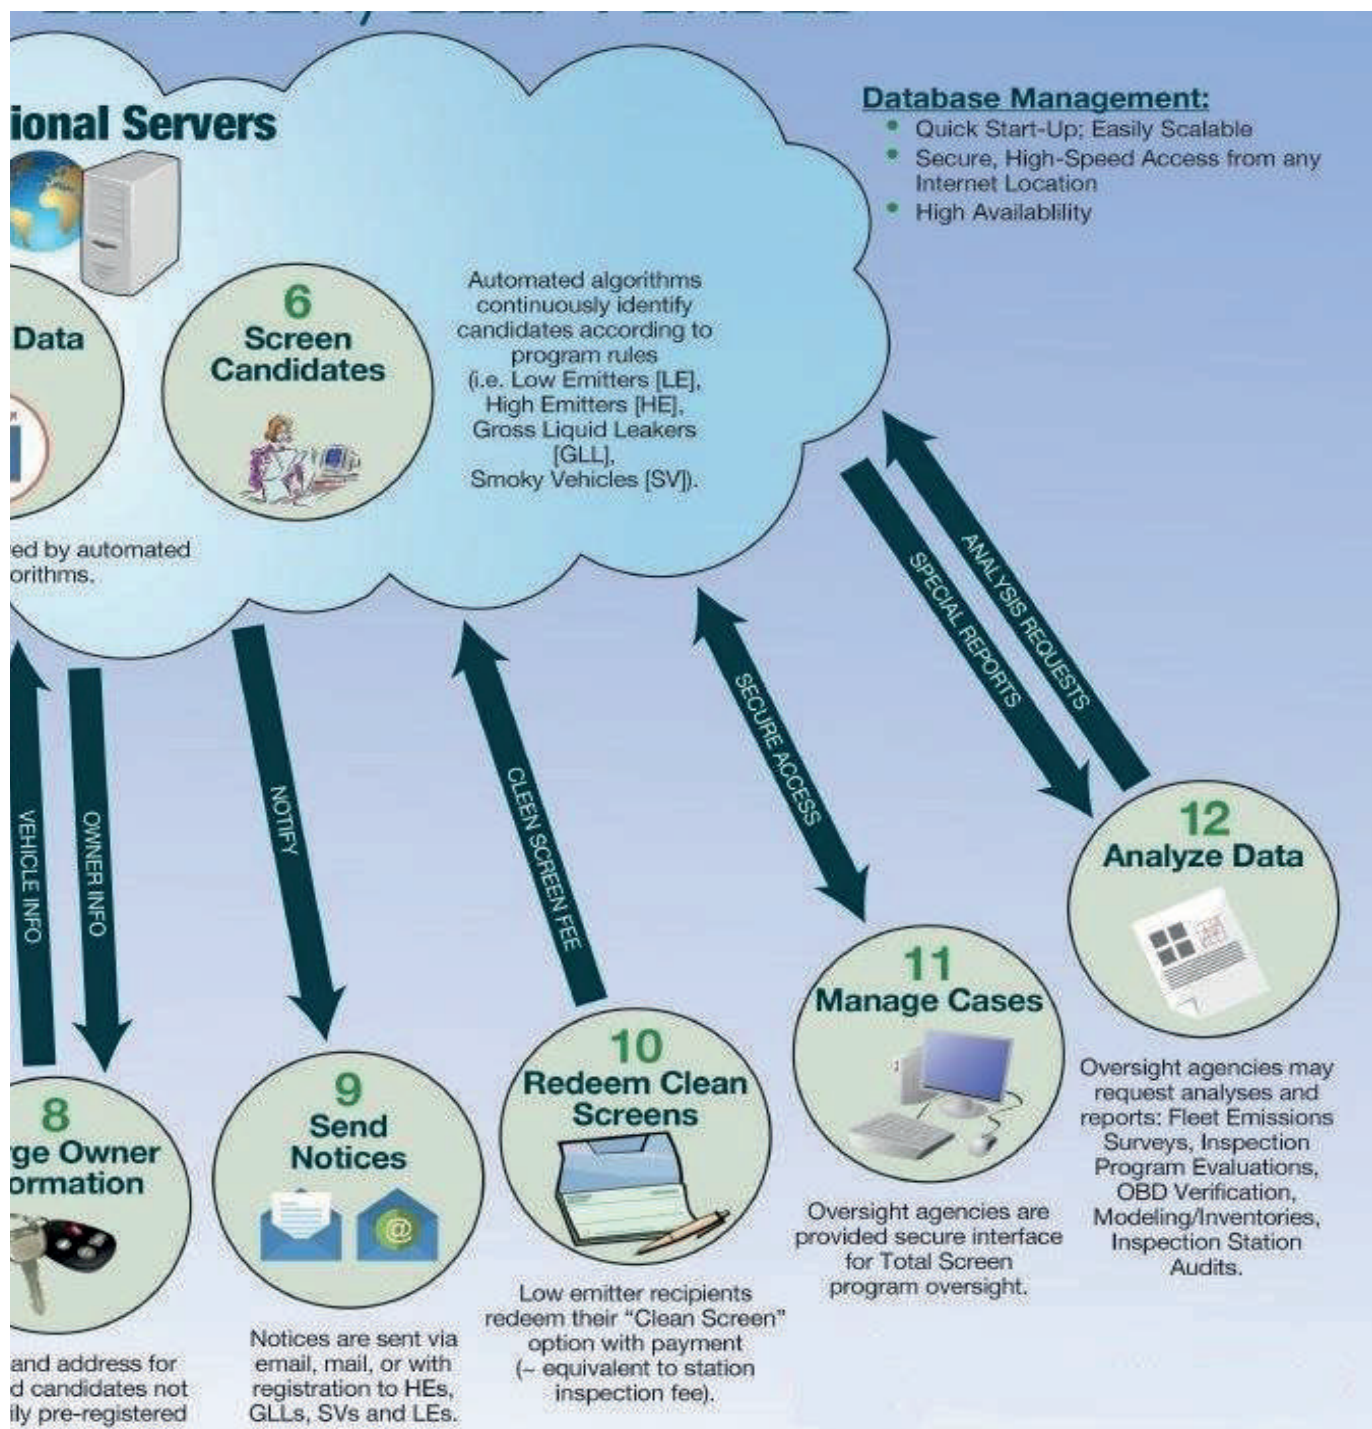 ional Servers
Database Management:
• Quick Start-Up; Easily Scalable
• Secure, High-Speed Access from any
Internet Location
• High Availablility
Data
6
Screen
Candidates
Automated algorithms
continuously identify
candidates according to
program rules
(i.e. Low Emitters [LE],
High Emitters [HE],
Gross Liquid Leakers
[GLL],
Smoky Vehicles [SV]).
ed by automated
orithms.
VEHICLE INFO
OWNER INFO
NOTIFY
CLEEN SCREEN FEE
SECURE ACCESS
SPECIAL REPORTS
ANALYSIS REQUESTS
8
ge Owner
ormation
and address for
d candidates not
ily pre-registered
9
Send
Notices
@
Notices are sent via
email, mail, or with
registration to HEs,
GLLs, SVs and LEs.
10
Redeem Clean
Screens
Low emitter recipients
redeem their “Clean Screen”
option with payment
(~ equivalent to station
inspection fee).
11
Manage Cases
Oversight agencies are
provided secure interface
for Total Screen
program oversight.
12
Analyze Data
Oversight agencies may
request analyses and
reports: Fleet Emissions
Surveys, Inspection
Program Evaluations,
OBD Verification,
Modeling/Inventories,
Inspection Station
Audits.